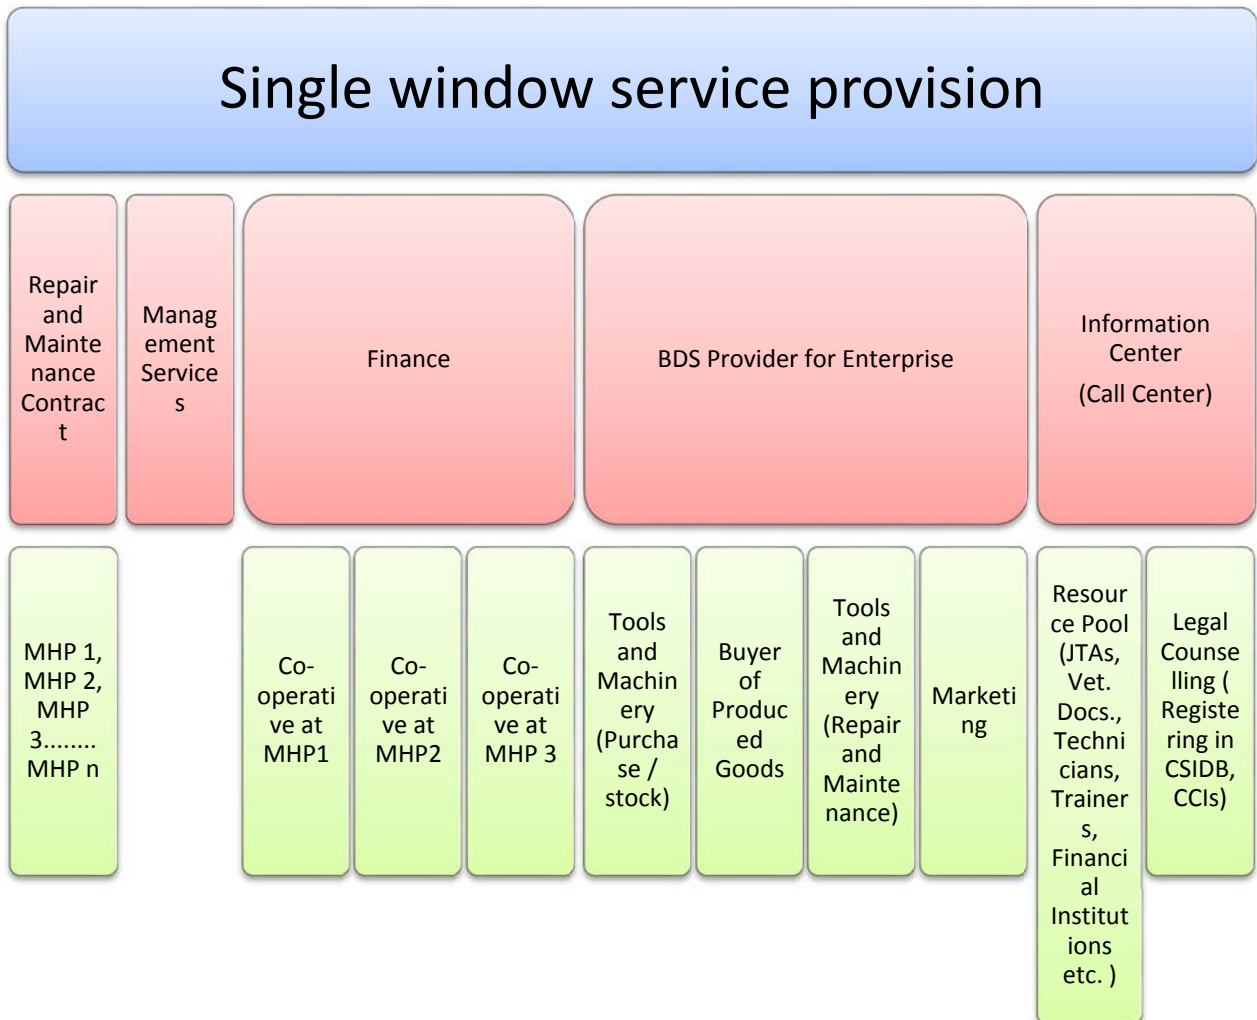 Single window service provision
Repair
and
Mainte
nance
Contrac
t
Manag
ement
Service
s
Finance
BDS Provider for Enterprise
Information
Center
(Call Center)
MHP 1,
MHP 2,
MHP
3........
MHP n
Co-
operati
ve at
MHP1
Co-
operati
ve at
MHP2
Co-
operati
ve at
MHP 3
Tools
and
Machin
ery
(Purcha
se /
stock)
Buyer
of
Produc
ed
Goods
Tools
and
Machin
ery
(Repair
and
Mainte
nance)
Marketi
ng
Resour
ce Pool
(JTAs,
Vet.
Docs.,
Techni
cians,
Trainer
s,
Financi
al
Institut
ions
etc. )
Legal
Counse
lling (
Registe
ring in
CSIDB,
CCIs)